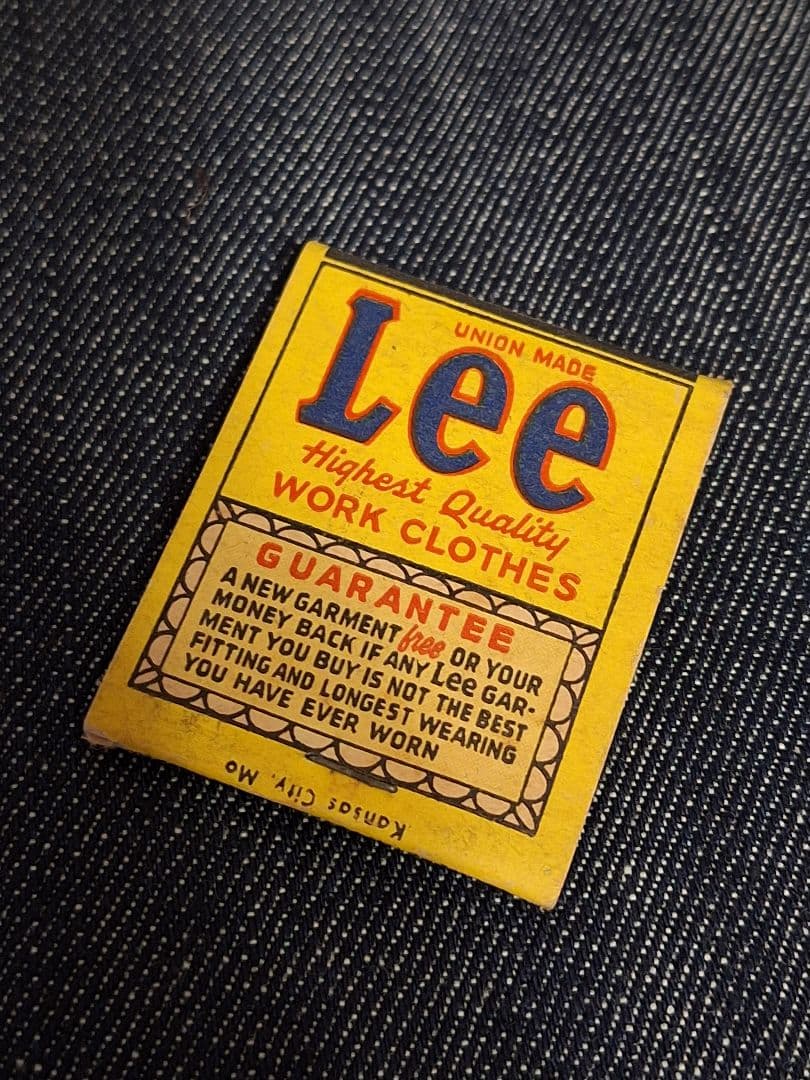 UNION MADE
Lee
Highest Quality
WORK CLOTHES
GUARANTEE
A NEW GARMENT free OR YOUR
MONEY BACK IF ANY Lee GAR-
MENT YOU BUY IS NOT THE BEST
FITTING AND LONGEST WEARING
YOU HAVE EVER WORN
Kansas City, Mo